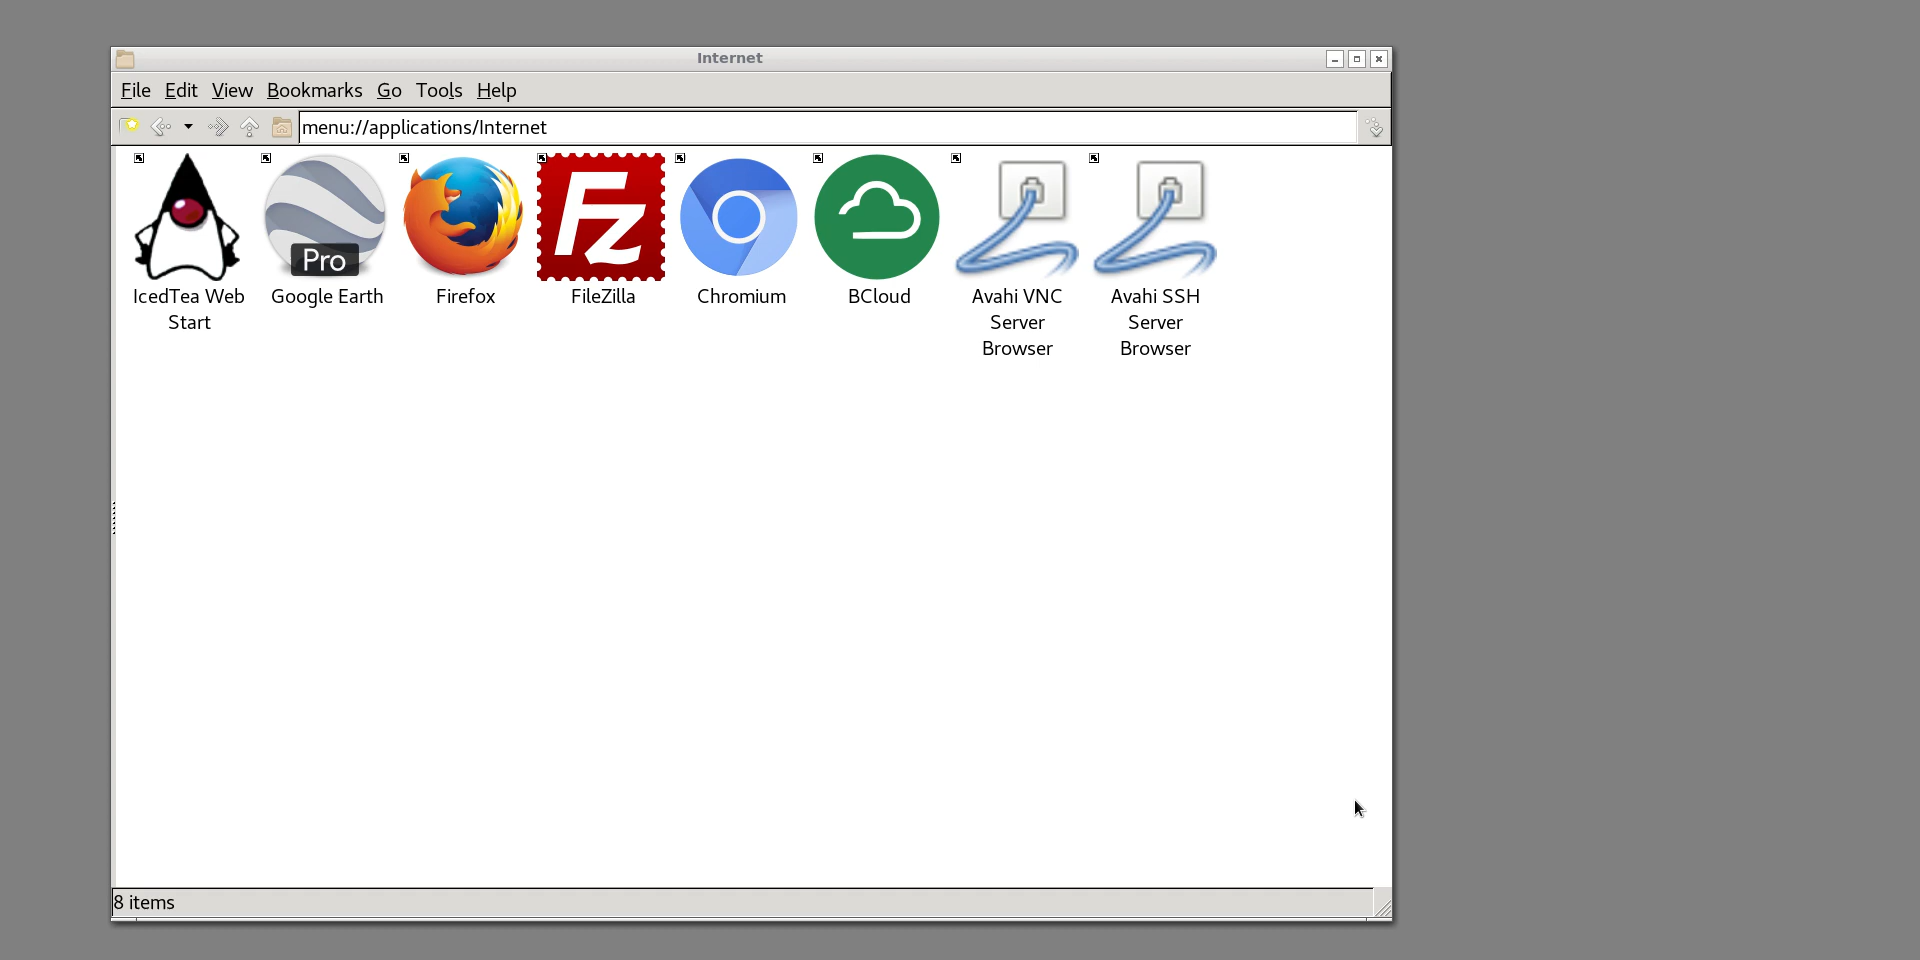 Internet
File Edit View Bookmarks Go Tools Help
menu://applications/Internet
Pro
Fz
IcedTea Web
Start
Google Earth
Firefox
FileZilla
Chromium
BCloud
Avahi VNC
Server
Browser
Avahi SSH
Server
Browser
8 items